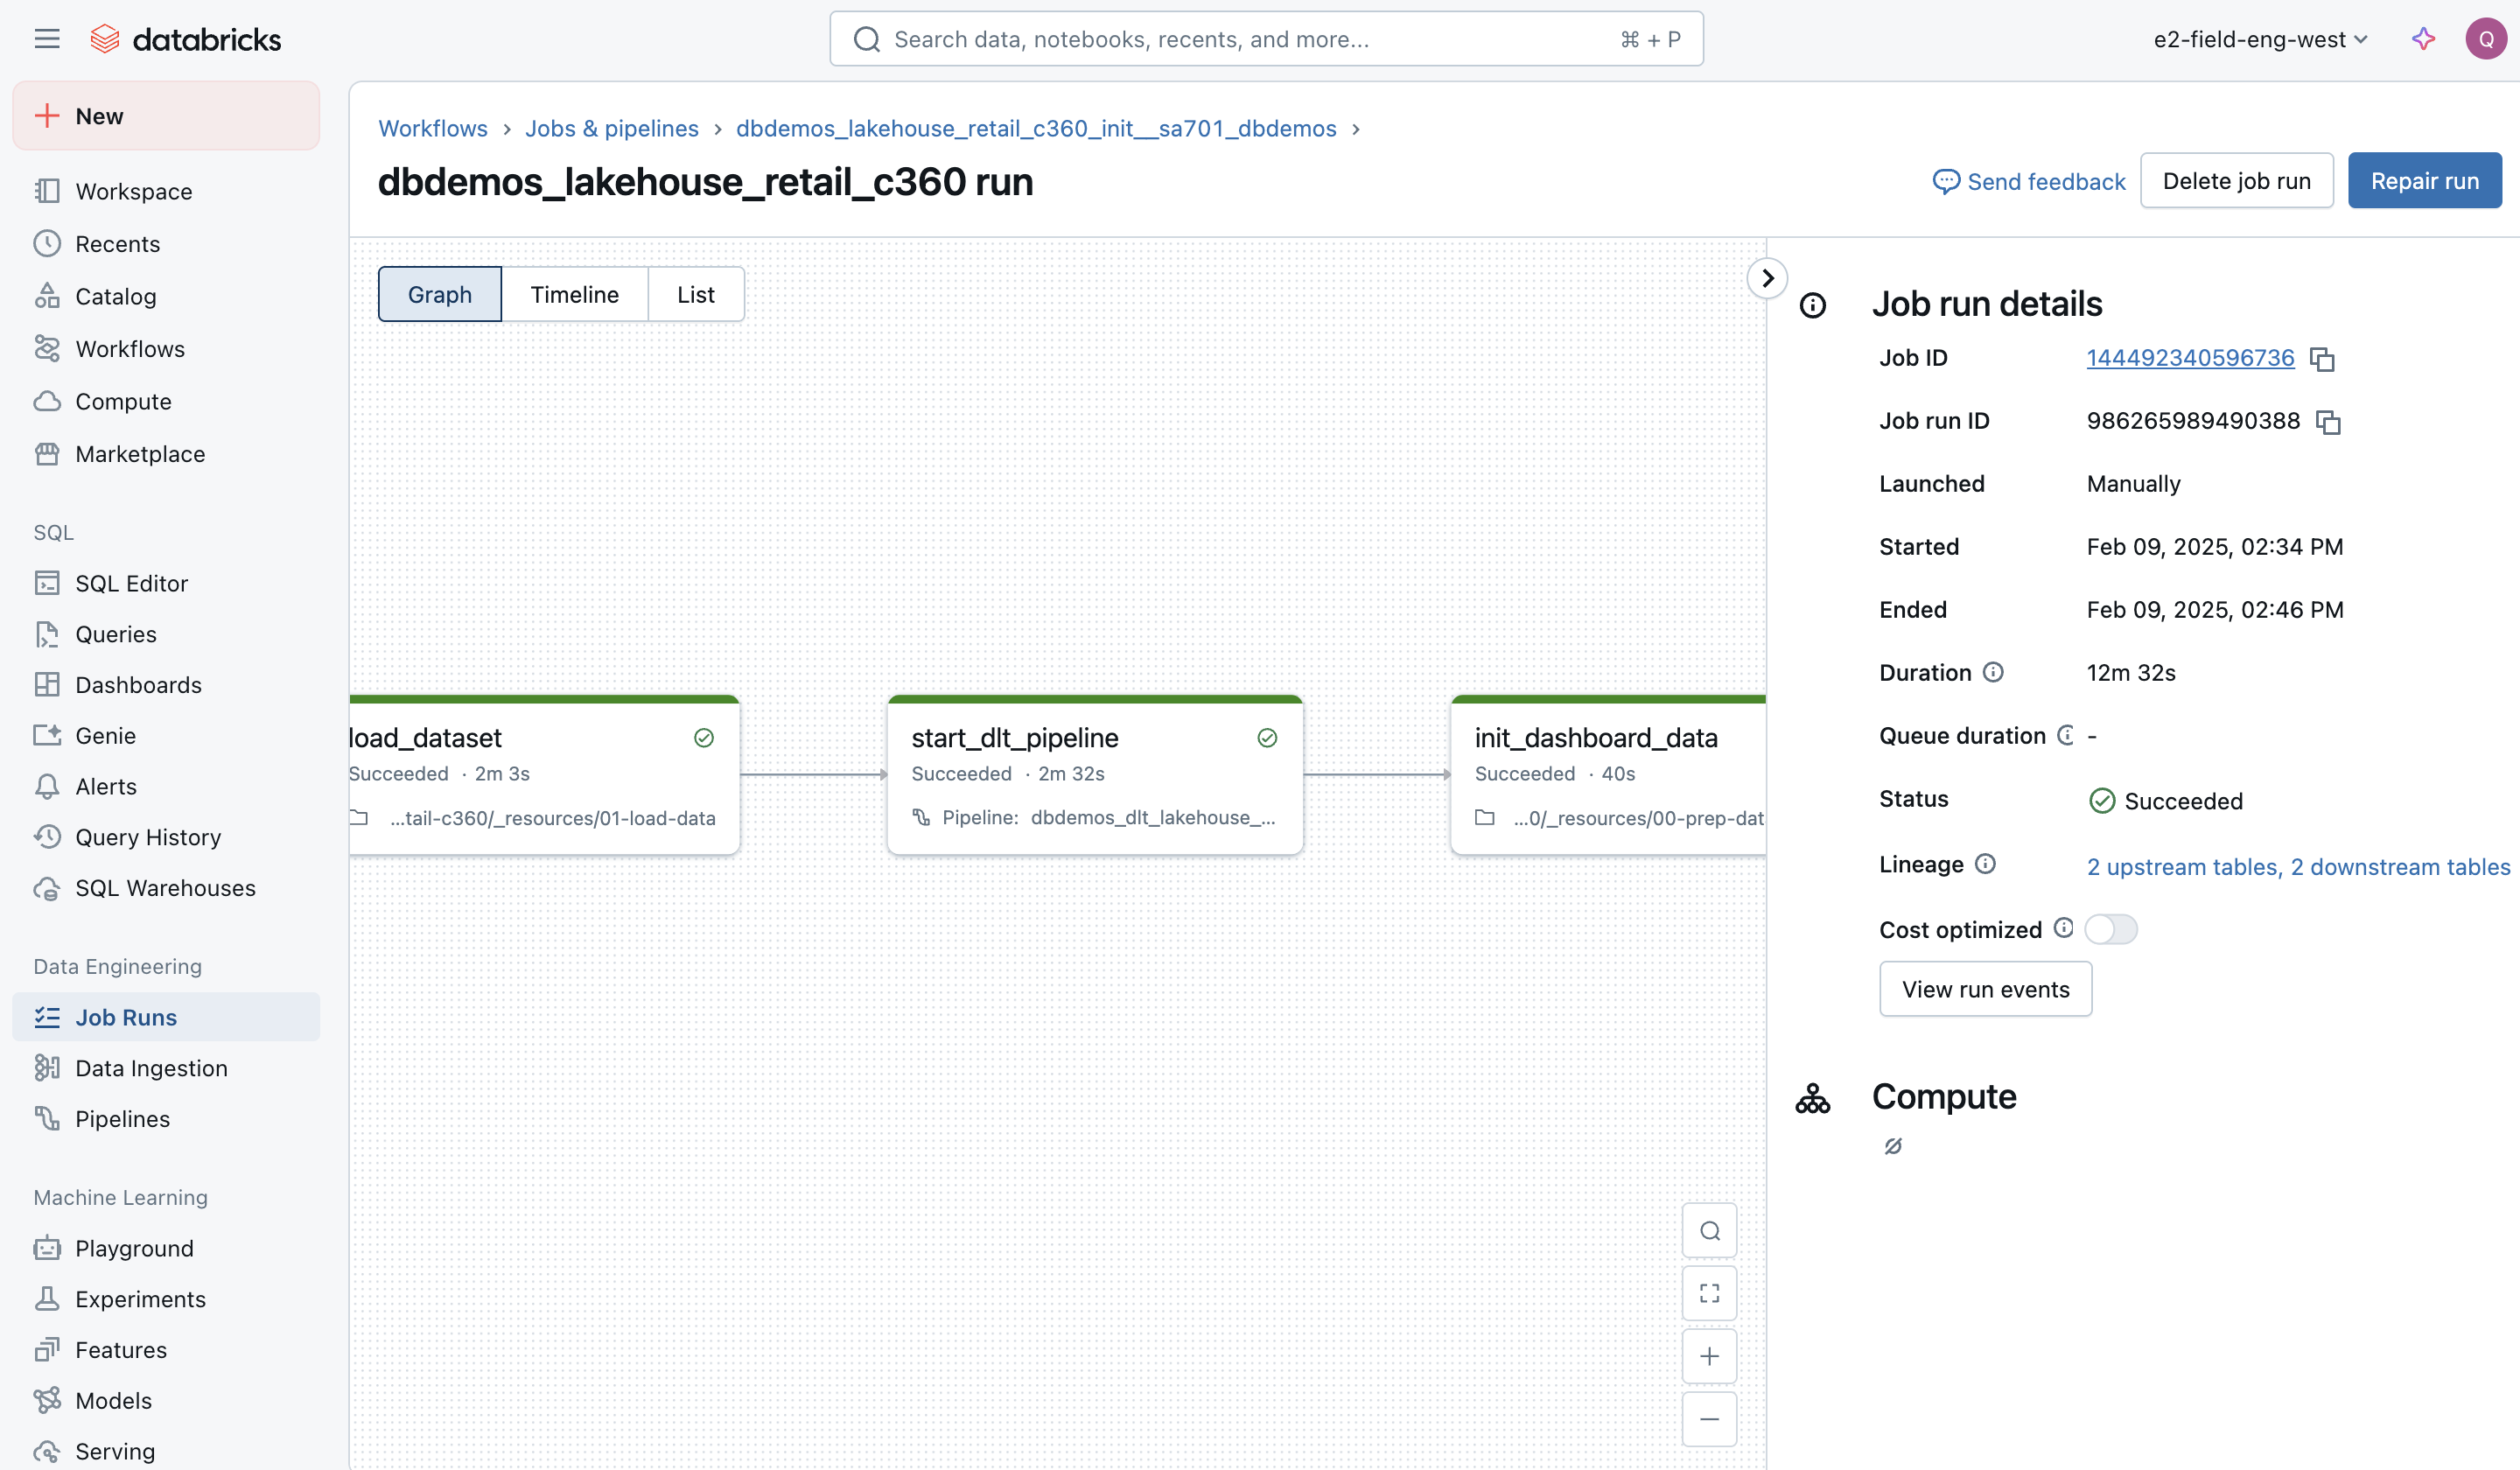 databricks
Search data, notebooks, recents, and more...
⌘ + P
e2-field-eng-west
Q
New
Workspace
Recents
Catalog
Workflows
Compute
Marketplace
SQL
SQL Editor
Queries
Dashboards
Genie
Alerts
Query History
SQL Warehouses
Data Engineering
Job Runs
Data Ingestion
Pipelines
Machine Learning
Playground
Experiments
Features
Models
Serving
Workflows › Jobs & pipelines › dbdemos_lakehouse_retail_c360_init__sa701_dbdemos ›
dbdemos_lakehouse_retail_c360 run
Send feedback
Delete job run
Repair run
Graph
Timeline
List
load_dataset
Succeeded · 2m 3s
...tail-c360/_resources/01-load-data
start_dlt_pipeline
Succeeded · 2m 32s
Pipeline: dbdemos_dlt_lakehouse_...
init_dashboard_data
Succeeded · 40s
...0/_resources/00-prep-dat
Job run details
Job ID 144492340596736
Job run ID 986265989490388
Launched Manually
Started Feb 09, 2025, 02:34 PM
Ended Feb 09, 2025, 02:46 PM
Duration 12m 32s
Queue duration -
Status Succeeded
Lineage 2 upstream tables, 2 downstream tables
Cost optimized
View run events
Compute